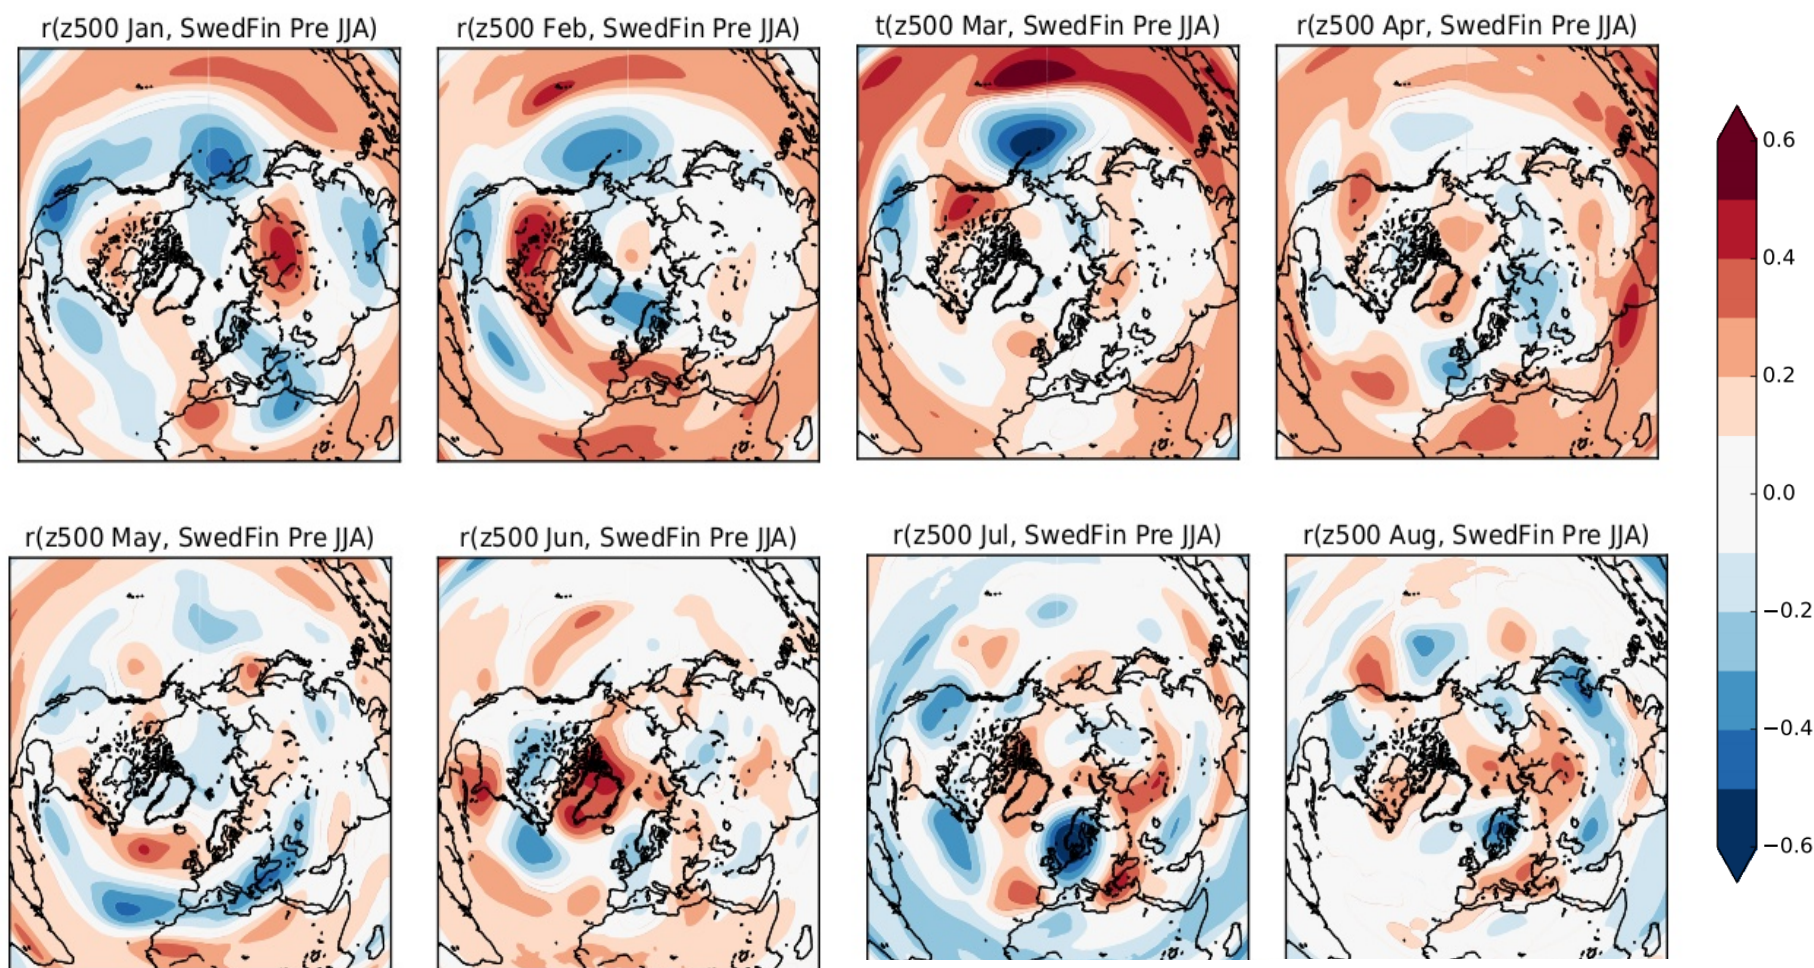 r(z500 Jan, SwedFin Pre JJA)
r(z500 Feb, SwedFin Pre JJA)
t(z500 Mar, SwedFin Pre JJA)
r(z500 Apr, SwedFin Pre JJA)
0.6
0.4
0.2
0.0
−0.2
−0.4
−0.6
r(z500 May, SwedFin Pre JJA)
r(z500 Jun, SwedFin Pre JJA)
r(z500 Jul, SwedFin Pre JJA)
r(z500 Aug, SwedFin Pre JJA)